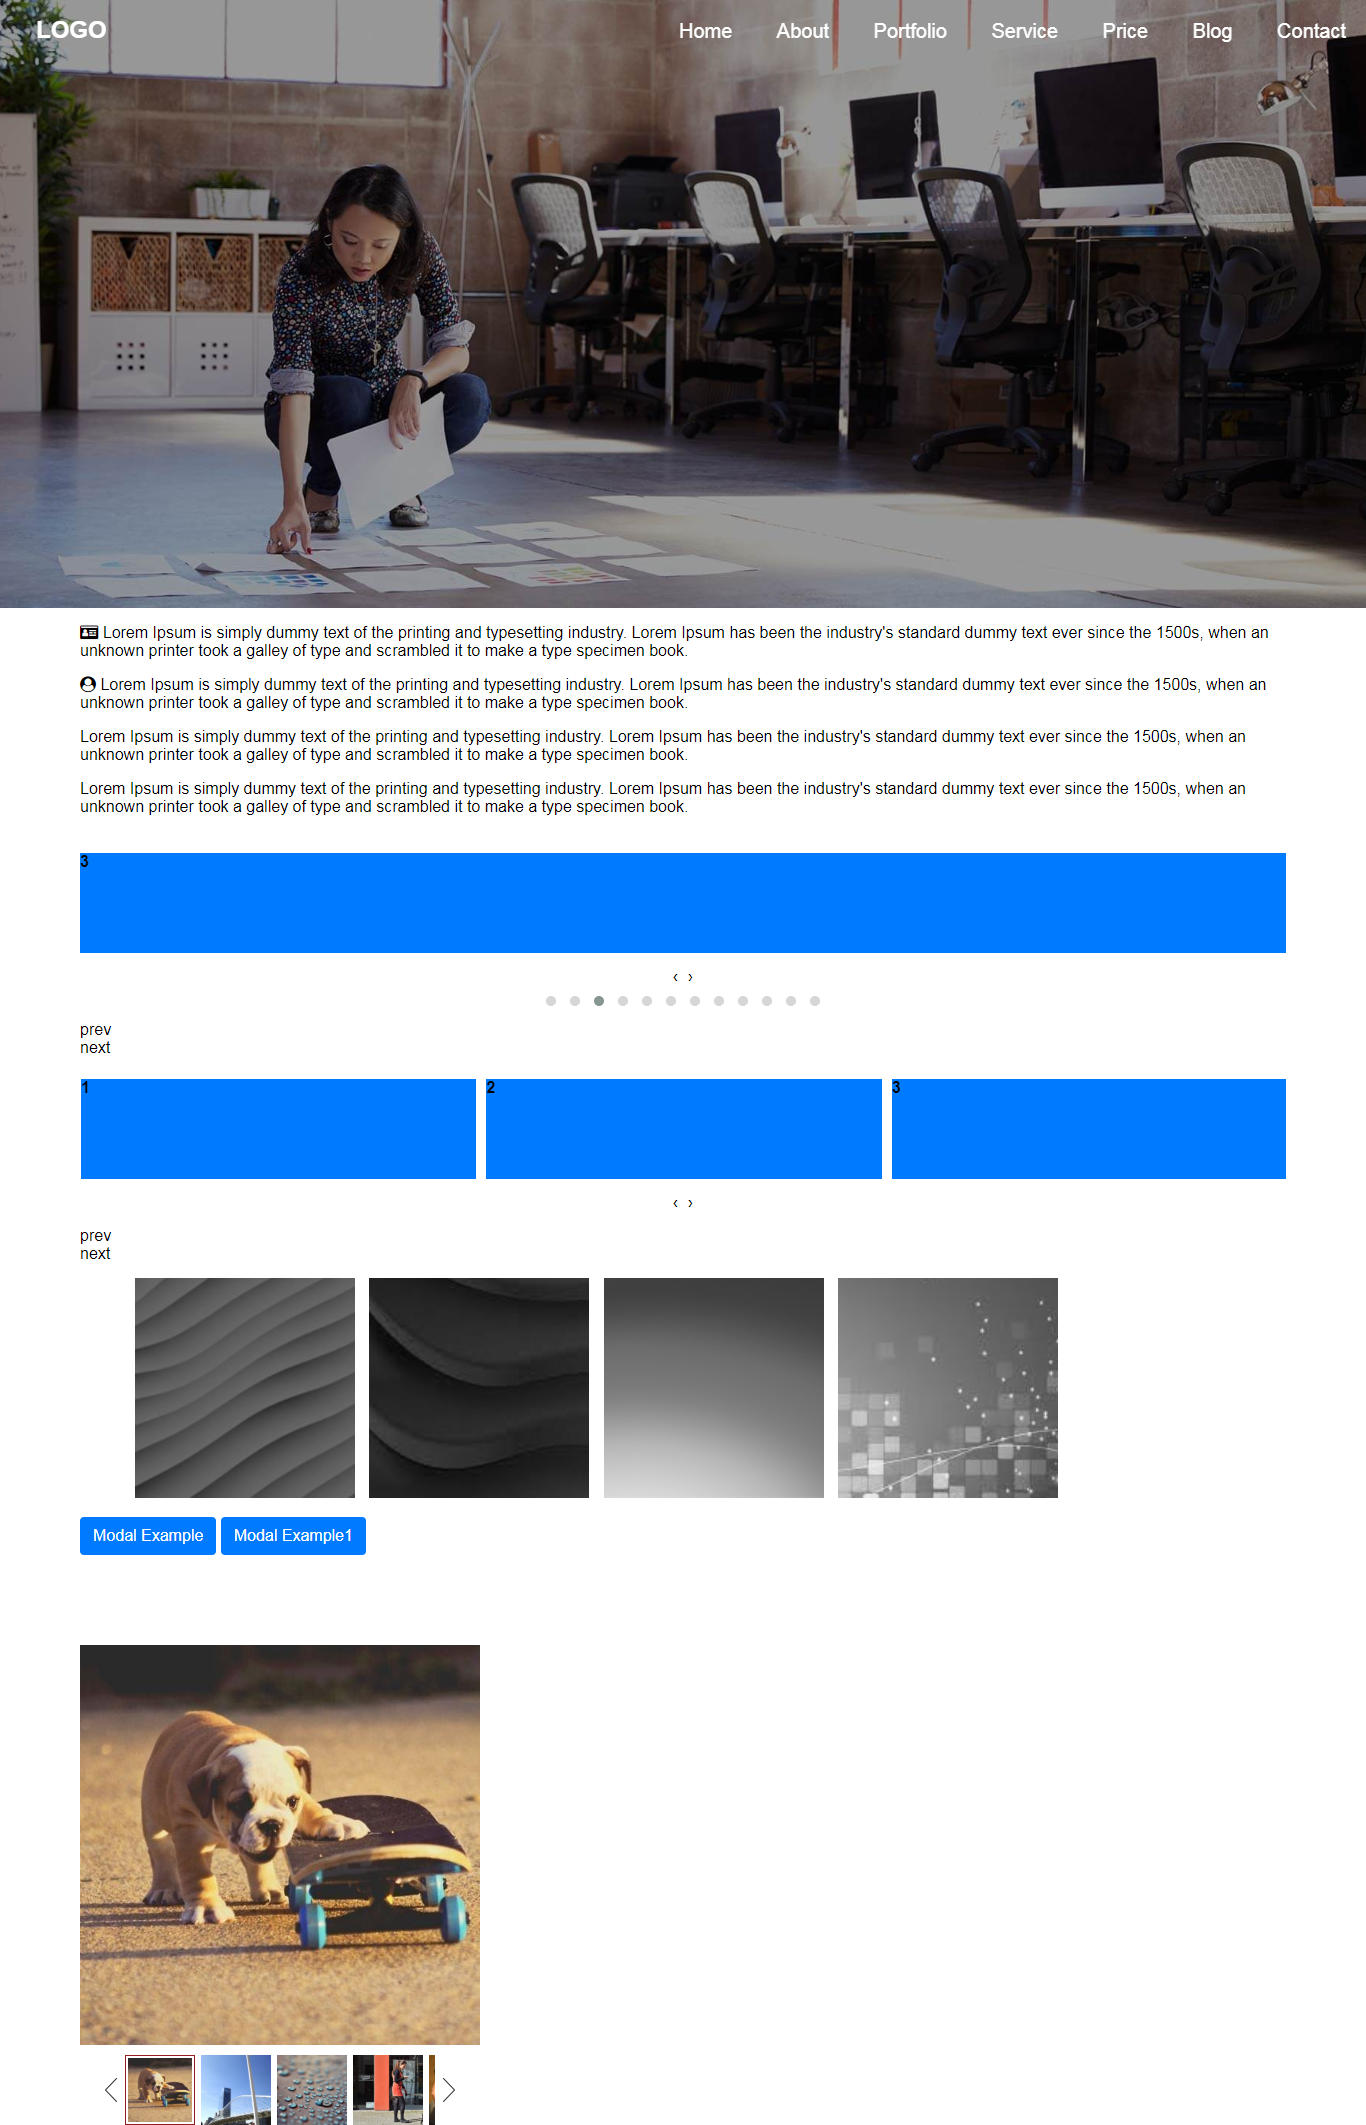 LOGO
Home About Portfolio Service Price Blog Contact
Lorem Ipsum is simply dummy text of the printing and typesetting industry. Lorem Ipsum has been the industry's standard dummy text ever since the 1500s, when an
unknown printer took a galley of type and scrambled it to make a type specimen book.
Lorem Ipsum is simply dummy text of the printing and typesetting industry. Lorem Ipsum has been the industry's standard dummy text ever since the 1500s, when an
unknown printer took a galley of type and scrambled it to make a type specimen book.
Lorem Ipsum is simply dummy text of the printing and typesetting industry. Lorem Ipsum has been the industry's standard dummy text ever since the 1500s, when an
unknown printer took a galley of type and scrambled it to make a type specimen book.
Lorem Ipsum is simply dummy text of the printing and typesetting industry. Lorem Ipsum has been the industry's standard dummy text ever since the 1500s, when an
unknown printer took a galley of type and scrambled it to make a type specimen book.
3
‹ ›
prev
next
1 2 3
‹ ›
prev
next
Modal Example Modal Example1